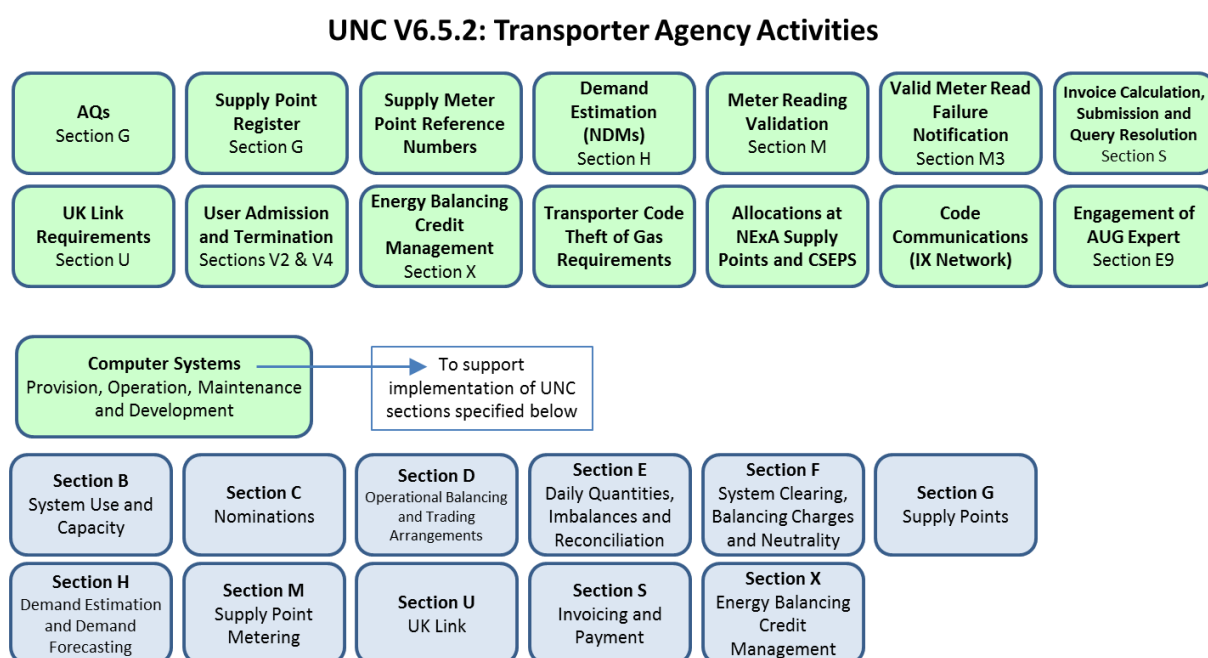 UNC V6.5.2: Transporter Agency Activities
AQs
Section G
Supply Point
Register
Section G
Supply Meter
Point Reference
Numbers
Demand
Estimation
(NDMs)
Section H
Meter Reading
Validation
Section M
Valid Meter Read
Failure
Notification
Section M3
Invoice Calculation,
Submission and
Query Resolution
Section S
UK Link
Requirements
Section U
User Admission
and Termination
Sections V2 & V4
Energy Balancing
Credit
Management
Section X
Transporter Code
Theft of Gas
Requirements
Allocations at
NExA Supply
Points and CSEPS
Code
Communications
(IX Network)
Engagement of
AUG Expert
Section E9
Computer Systems
Provision, Operation, Maintenance
and Development
To support
implementation of UNC
sections specified below
Section B
System Use and
Capacity
Section C
Nominations
Section D
Operational Balancing
and Trading
Arrangements
Section E
Daily Quantities,
Imbalances and
Reconciliation
Section F
System Clearing,
Balancing Charges
and Neutrality
Section G
Supply Points
Section H
Demand Estimation
and Demand
Forecasting
Section M
Supply Point
Metering
Section U
UK Link
Section S
Invoicing and
Payment
Section X
Energy Balancing
Credit
Management